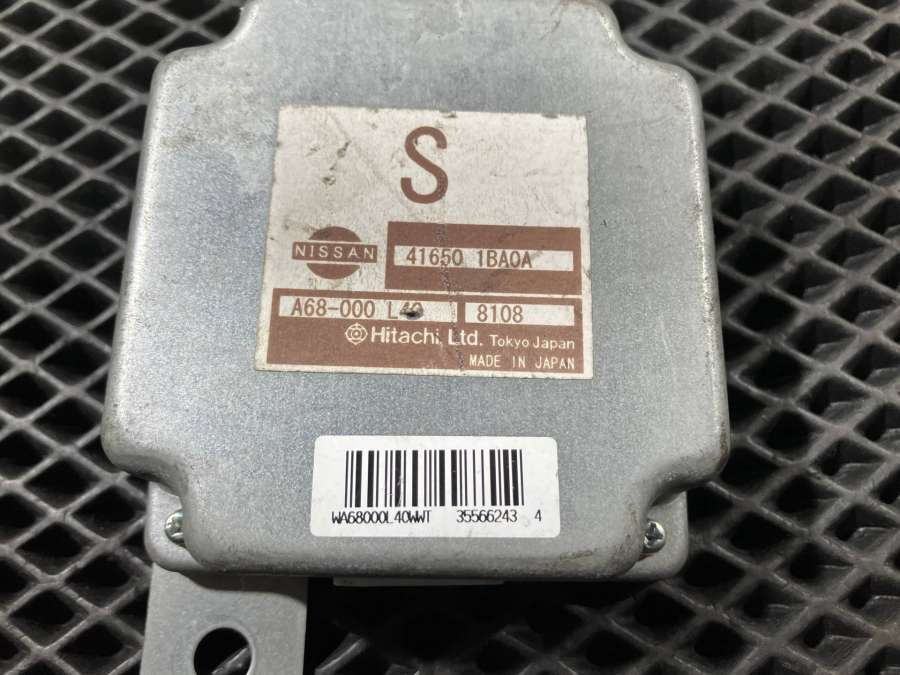 S
NISSAN
41650 1BA0A
A68-000 L40
8108
Hitachi, Ltd. Tokyo Japan
MADE IN JAPAN
WA68000L40WWT 35566243 4